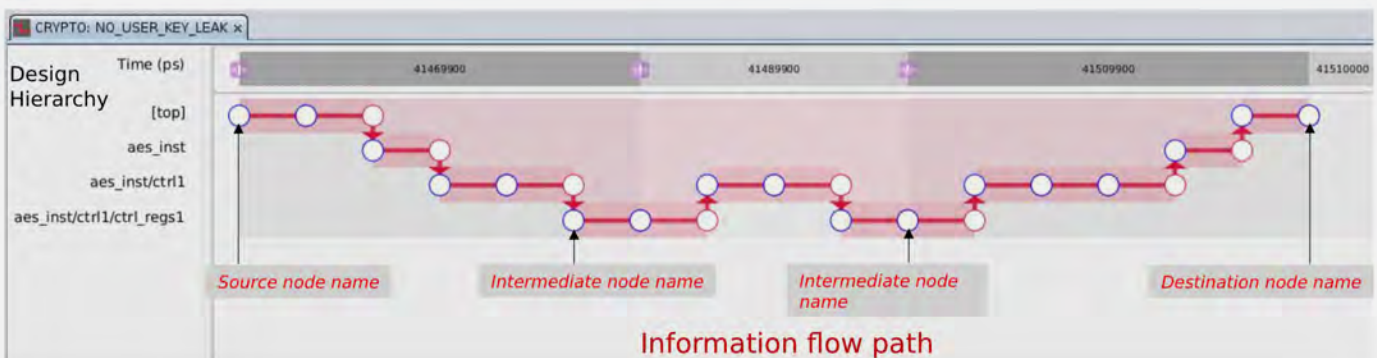 CRYPTO: NO_USER_KEY_LEAK ×
Design
Hierarchy
Time (ps)
41469900
41489900
41509900
41510000
[top]
aes_inst
aes_inst/ctrl1
aes_inst/ctrl1/ctrl_regs1
Source node name
Intermediate node name
Intermediate node
name
Destination node name
Information flow path